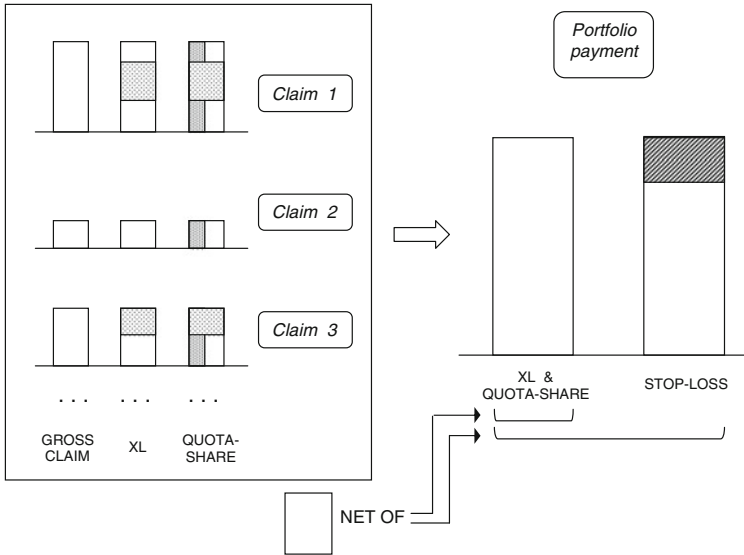 Claim 1
Claim 2
Claim 3
. . . . . . . . .
GROSS
CLAIM
XL
QUOTA-
SHARE
Portfolio
payment
XL &
QUOTA-SHARE
STOP-LOSS
NET OF